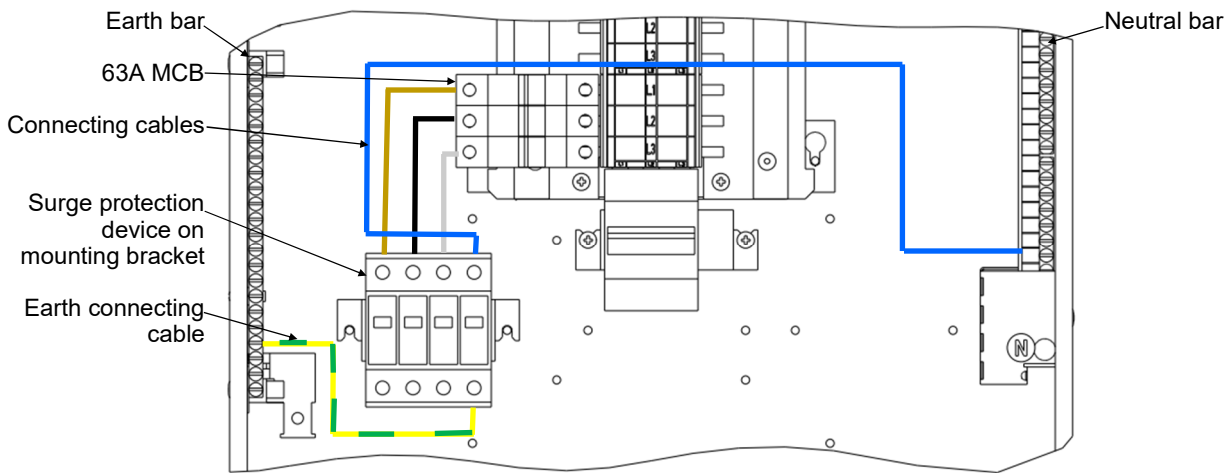 Earth bar
Neutral bar
63A MCB
Connecting cables
Surge protection
device on
mounting bracket
Earth connecting
cable
L2
L3
L1
L2
L3
N